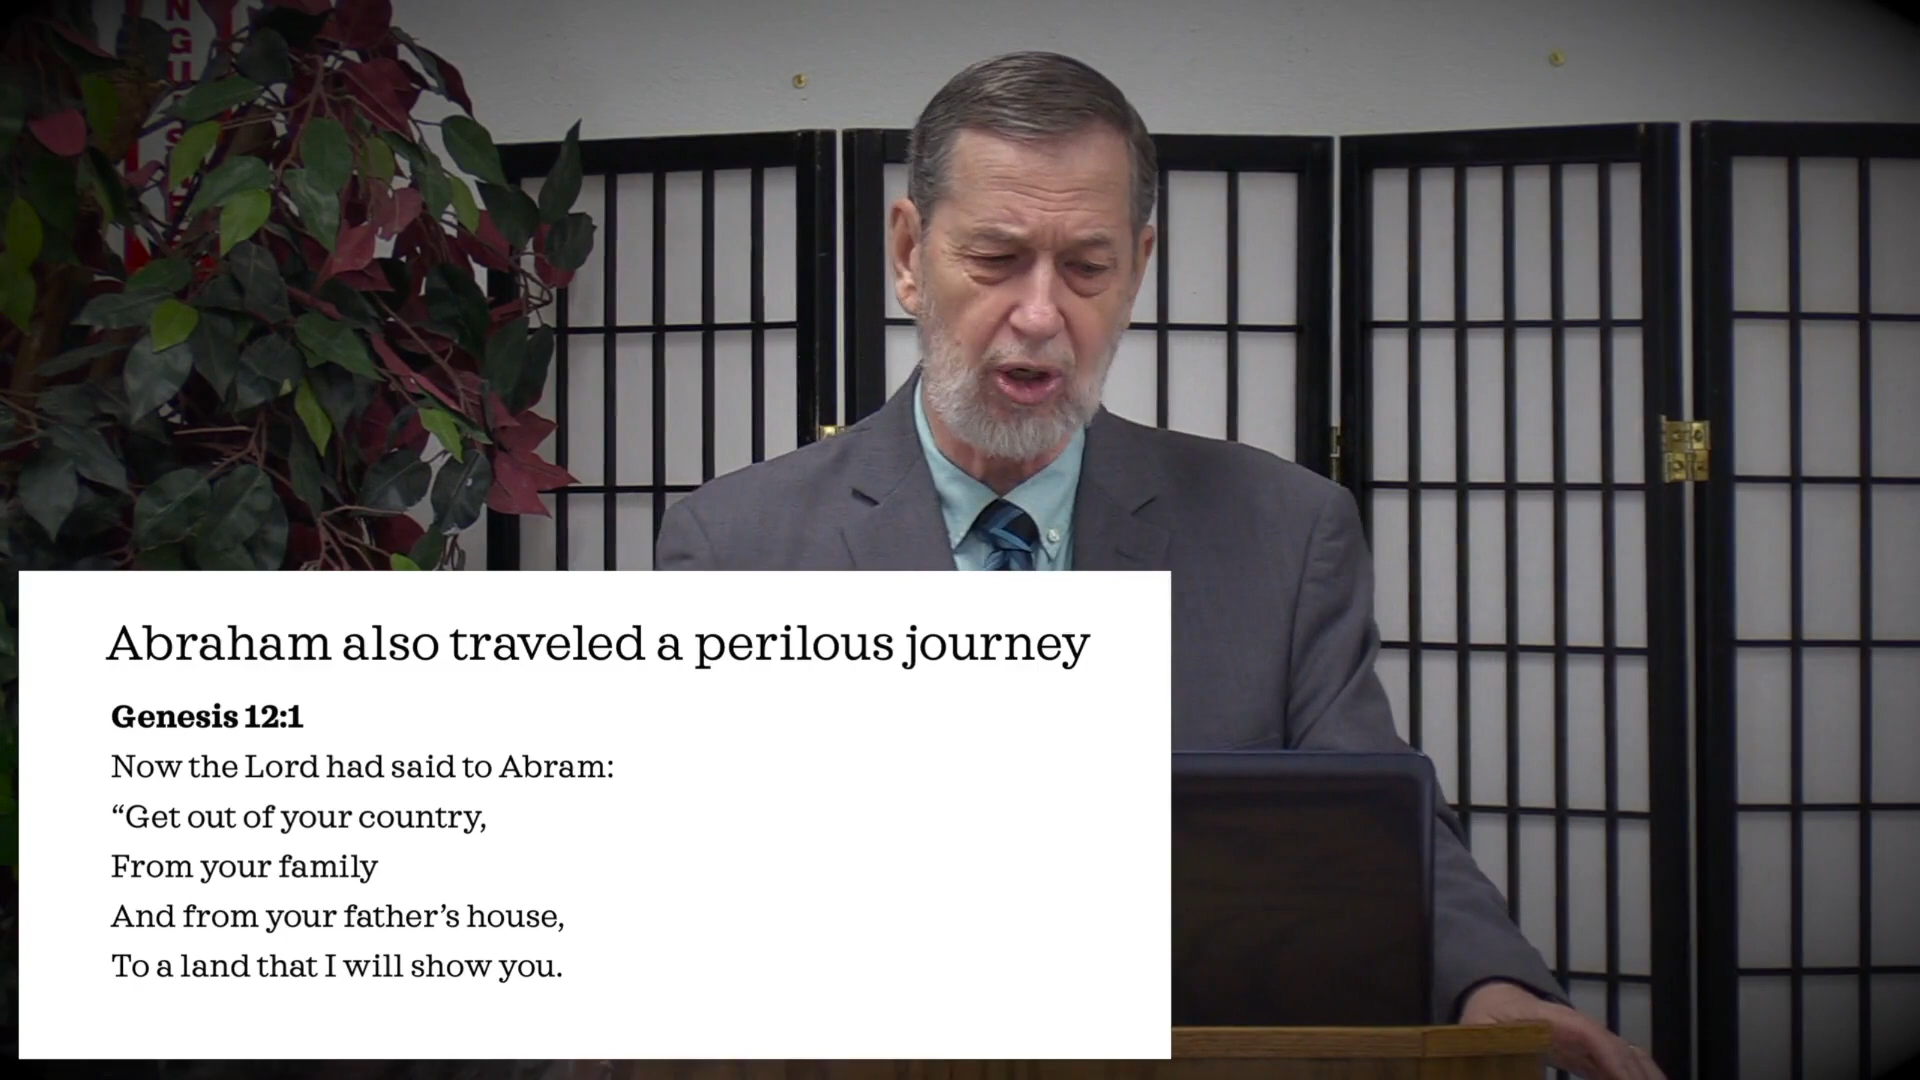 Abraham also traveled a perilous journey
Genesis 12:1
Now the Lord had said to Abram:
“Get out of your country,
From your family
And from your father’s house,
To a land that I will show you.